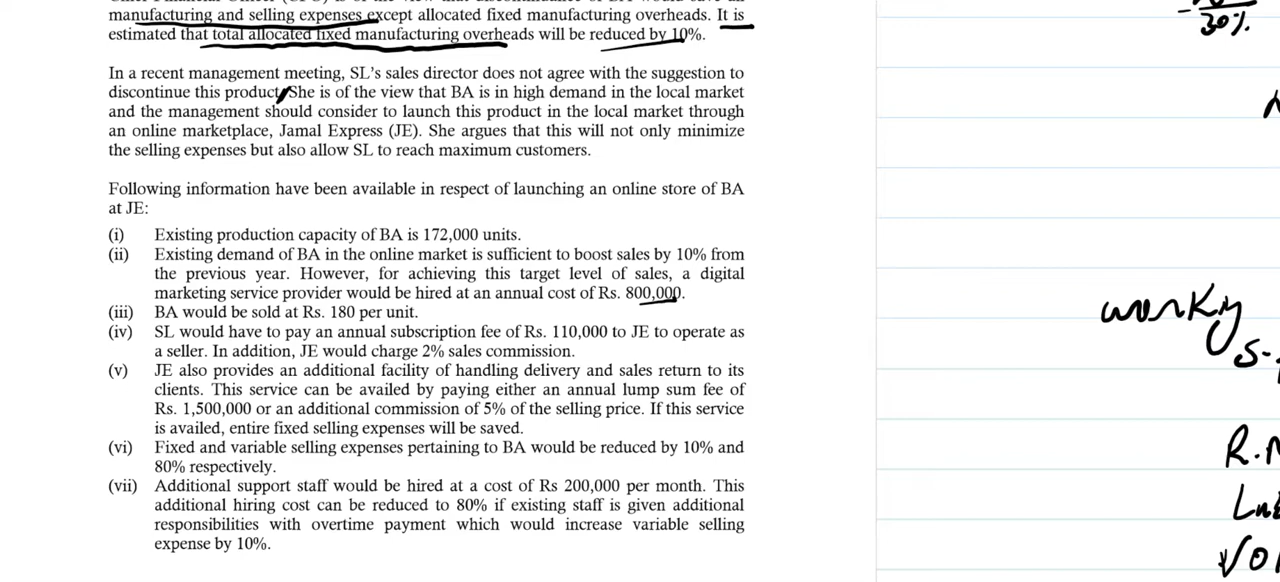 manufacturing and selling expenses except allocated fixed manufacturing overheads. It is
estimated that total allocated fixed manufacturing overheads will be reduced by 10%.
30%
In a recent management meeting, SL's sales director does not agree with the suggestion to
discontinue this product. She is of the view that BA is in high demand in the local market
and the management should consider to launch this product in the local market through
an online marketplace, Jamal Express (JE). She argues that this will not only minimize
the selling expenses but also allow SL to reach maximum customers.
Following information have been available in respect of launching an online store of BA
at JE:
(i) Existing production capacity of BA is 172,000 units.
(ii) Existing demand of BA in the online market is sufficient to boost sales by 10% from
the previous year. However, for achieving this target level of sales, a digital
marketing service provider would be hired at an annual cost of Rs. 800,000.
(iii) BA would be sold at Rs. 180 per unit.
(iv) SL would have to pay an annual subscription fee of Rs. 110,000 to JE to operate as
a seller. In addition, JE would charge 2% sales commission.
(v) JE also provides an additional facility of handling delivery and sales return to its
clients. This service can be availed by paying either an annual lump sum fee of
Rs. 1,500,000 or an additional commission of 5% of the selling price. If this service
is availed, entire fixed selling expenses will be saved.
(vi) Fixed and variable selling expenses pertaining to BA would be reduced by 10% and
80% respectively.
(vii) Additional support staff would be hired at a cost of Rs 200,000 per month. This
additional hiring cost can be reduced to 80% if existing staff is given additional
responsibilities with overtime payment which would increase variable selling
expense by 10%.